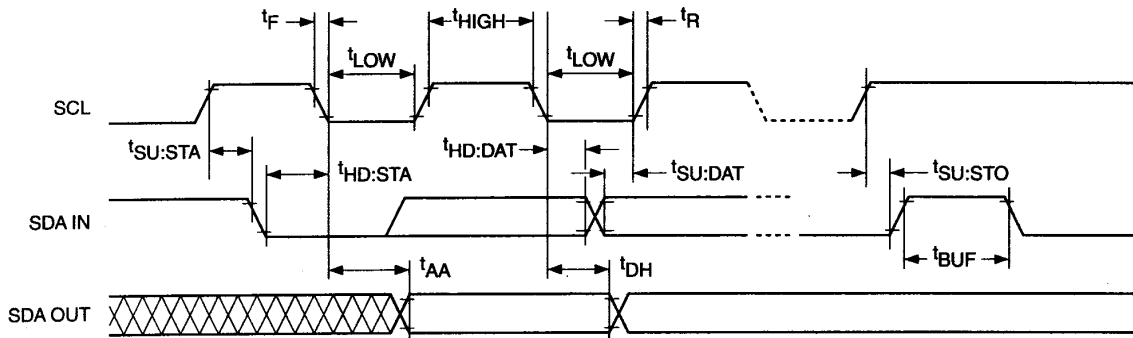 tF tHIGH tR
tLOW tLOW
SCL
tSU:STA tHD:STA tHD:DAT tSU:DAT tSU:STO
SDA IN
tBUF
tAA tDH
SDA OUT